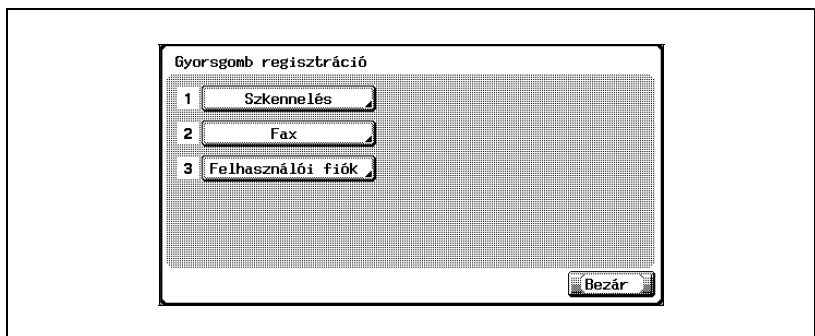 Gyorsgomb regisztráció
1 Szkennelés
2 Fax
3 Felhasználói fiók
Bezár